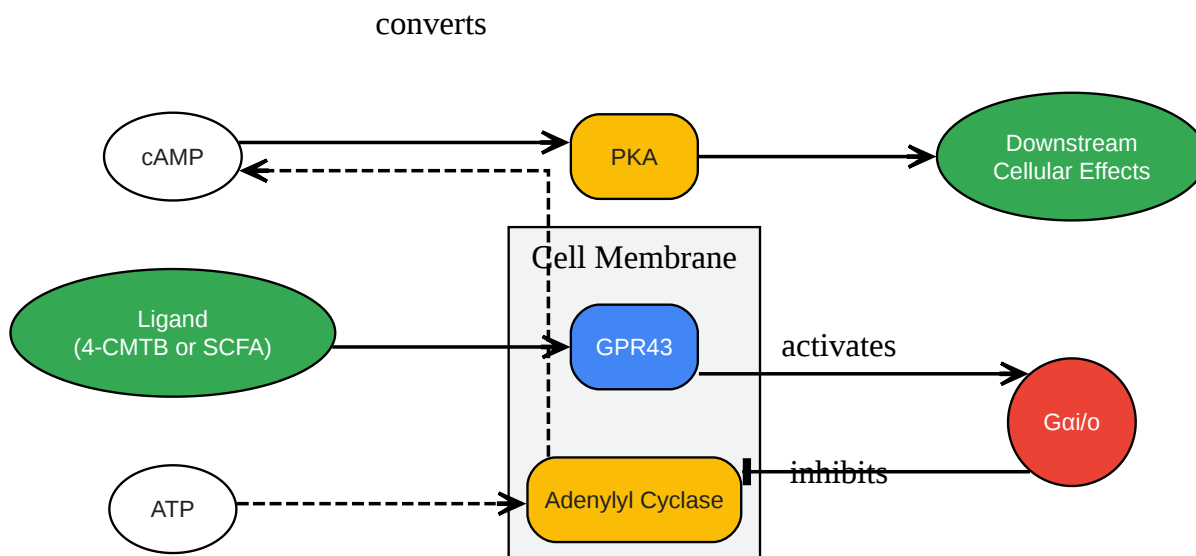 converts
cAMP
PKA
Downstream
Cellular Effects
Cell Membrane
Ligand
(4-CMTB or SCFA)
GPR43
activates
Gαi/o
inhibits
ATP
Adenylyl Cyclase